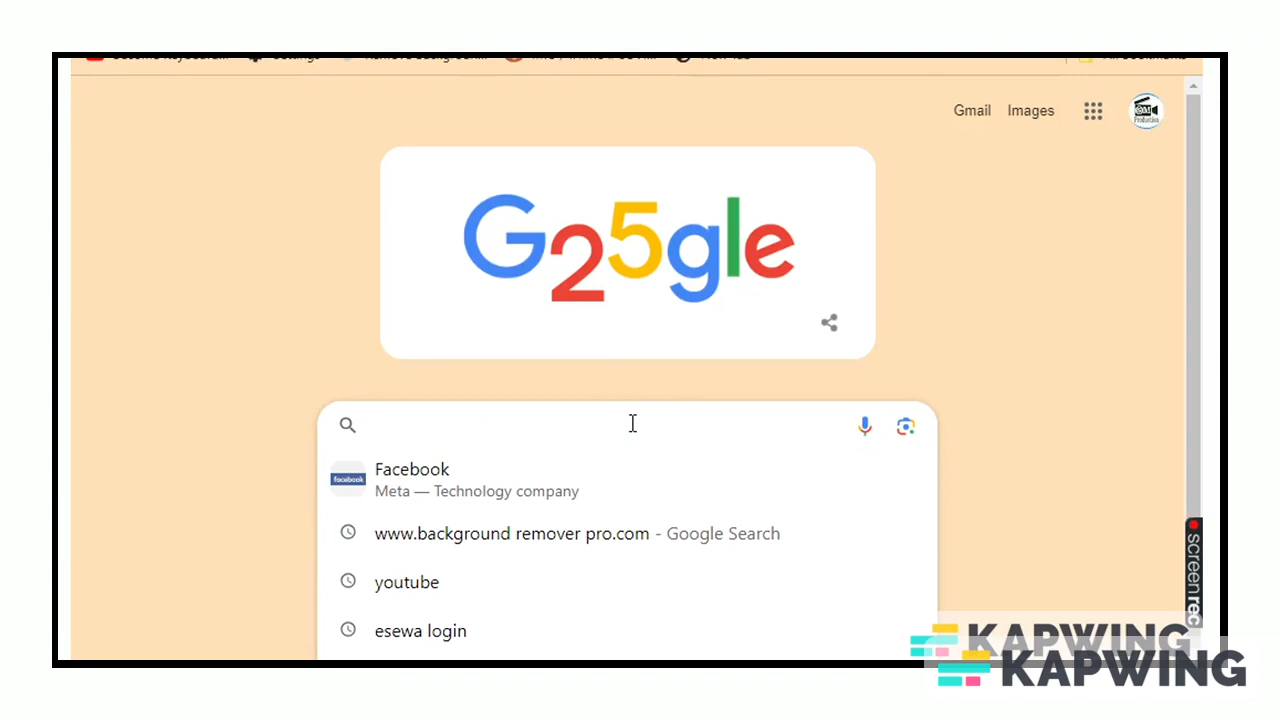 Gmail Images
G25gle
Facebook
facebook
Meta — Technology company
www.background remover pro.com - Google Search
youtube
esewa login
screenrec
KAPWING
KAPWING